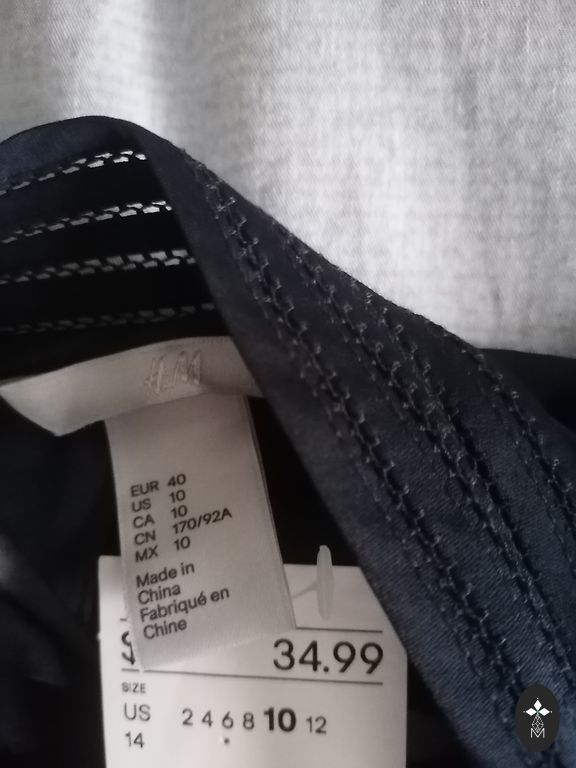 H&M
EUR 40
US 10
CA 10
CN 170/92A
MX 10
Made in
China
Fabriqué en
Chine
$
34.99
SIZE
US 2 4 6 8 10 12
14
M